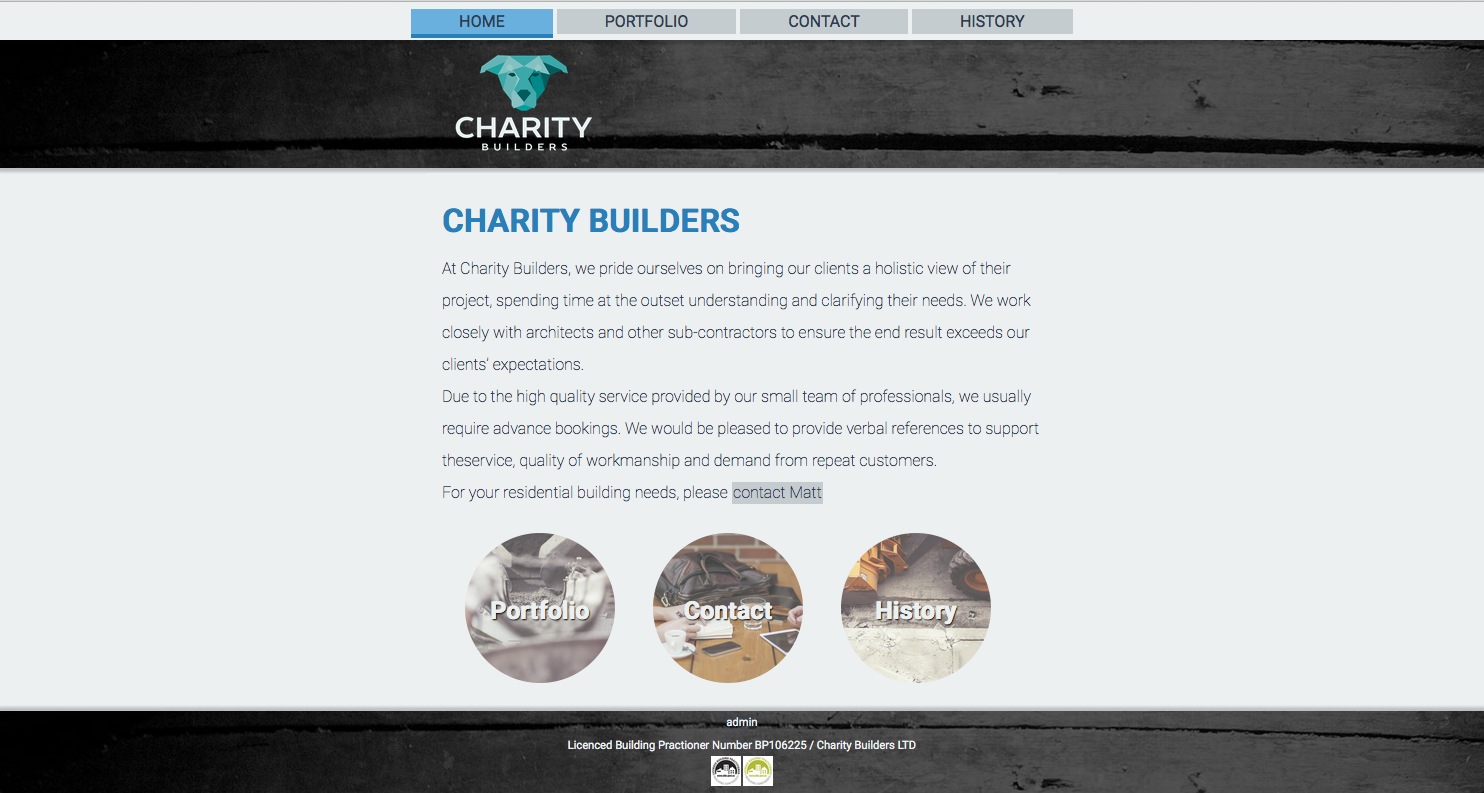 HOME
PORTFOLIO
CONTACT
HISTORY
CHARITY
BUILDERS
CHARITY BUILDERS
At Charity Builders, we pride ourselves on bringing our clients a holistic view of their
project, spending time at the outset understanding and clarifying their needs. We work
closely with architects and other sub-contractors to ensure the end result exceeds our
clients’ expectations.
Due to the high quality service provided by our small team of professionals, we usually
require advance bookings. We would be pleased to provide verbal references to support
theservice, quality of workmanship and demand from repeat customers.
For your residential building needs, please contact Matt
Portfolio
Contact
History
admin
Licenced Building Practioner Number BP106225 / Charity Builders LTD